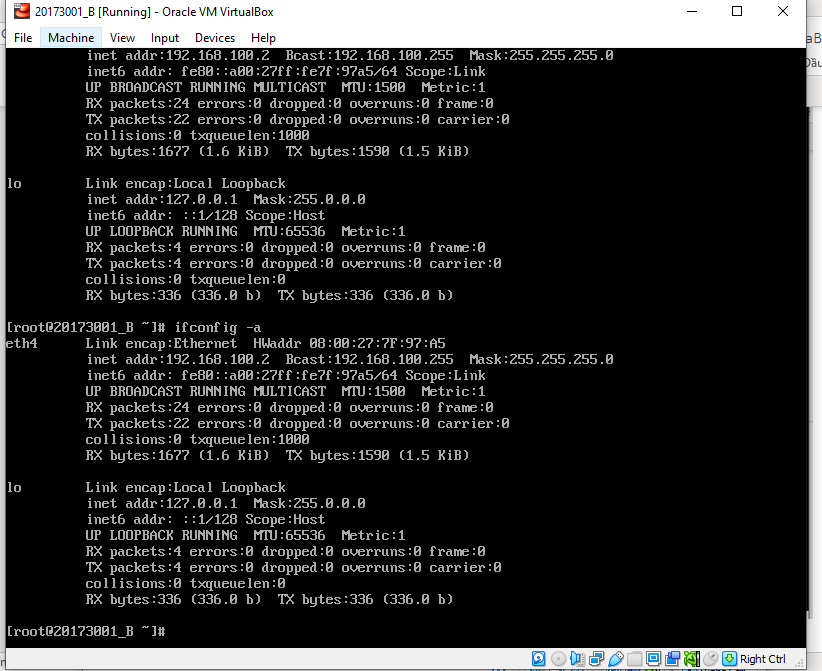 20173001_B [Running] - Oracle VM VirtualBox
File Machine View Input Devices Help
inet addr:192.168.100.2 Bcast:192.168.100.255 Mask:255.255.255.0
inet6 addr: fe80::a00:27ff:fe7f:97a5/64 Scope:Link
UP BROADCAST RUNNING MULTICAST MTU:1500 Metric:1
RX packets:24 errors:0 dropped:0 overruns:0 frame:0
TX packets:22 errors:0 dropped:0 overruns:0 carrier:0
collisions:0 txqueuelen:1000
RX bytes:1677 (1.6 KiB) TX bytes:1590 (1.5 KiB)
lo Link encap:Local Loopback
inet addr:127.0.0.1 Mask:255.0.0.0
inet6 addr: ::1/128 Scope:Host
UP LOOPBACK RUNNING MTU:65536 Metric:1
RX packets:4 errors:0 dropped:0 overruns:0 frame:0
TX packets:4 errors:0 dropped:0 overruns:0 carrier:0
collisions:0 txqueuelen:0
RX bytes:336 (336.0 b) TX bytes:336 (336.0 b)
[root@20173001_B ~]# ifconfig -a
eth4 Link encap:Ethernet HWaddr 08:00:27:7F:97:A5
inet addr:192.168.100.2 Bcast:192.168.100.255 Mask:255.255.255.0
inet6 addr: fe80::a00:27ff:fe7f:97a5/64 Scope:Link
UP BROADCAST RUNNING MULTICAST MTU:1500 Metric:1
RX packets:24 errors:0 dropped:0 overruns:0 frame:0
TX packets:22 errors:0 dropped:0 overruns:0 carrier:0
collisions:0 txqueuelen:1000
RX bytes:1677 (1.6 KiB) TX bytes:1590 (1.5 KiB)
lo Link encap:Local Loopback
inet addr:127.0.0.1 Mask:255.0.0.0
inet6 addr: ::1/128 Scope:Host
UP LOOPBACK RUNNING MTU:65536 Metric:1
RX packets:4 errors:0 dropped:0 overruns:0 frame:0
TX packets:4 errors:0 dropped:0 overruns:0 carrier:0
collisions:0 txqueuelen:0
RX bytes:336 (336.0 b) TX bytes:336 (336.0 b)
[root@20173001_B ~]#
Right Ctrl